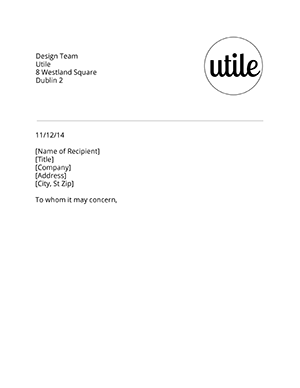 Design Team
Utile
8 Westland Square
Dublin 2
utile
11/12/14
[Name of Recipient]
[Title]
[Company]
[Address]
[City, St Zip]
To whom it may concern,